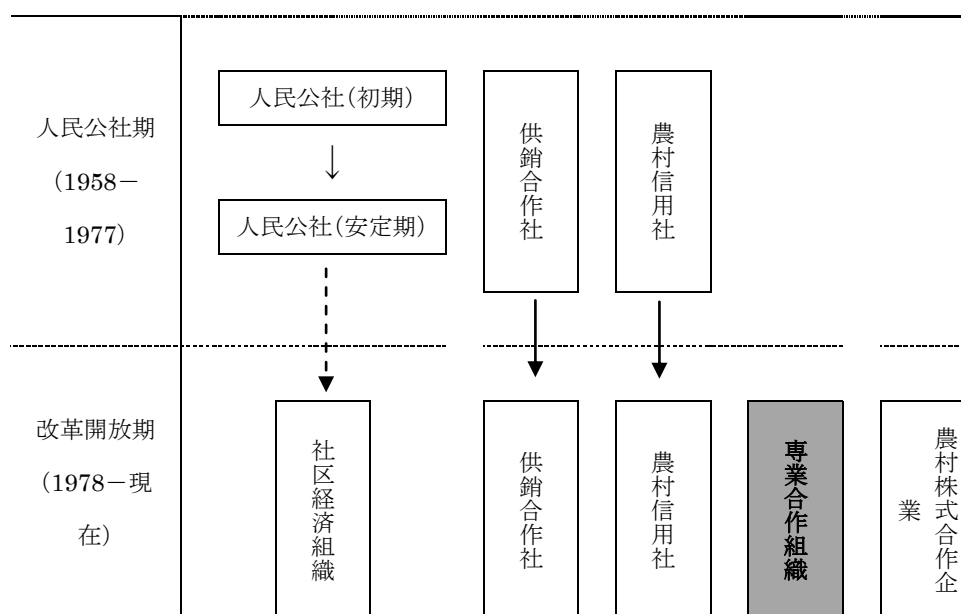 人民公社期
（1958－
1977）
人民公社（初期）
↓
人民公社（安定期）
供銷合作社
農村信用社
改革開放期
（1978－現
在）
社区経済組織
供銷合作社
農村信用社
専業合作組織
農村株式合作企
業